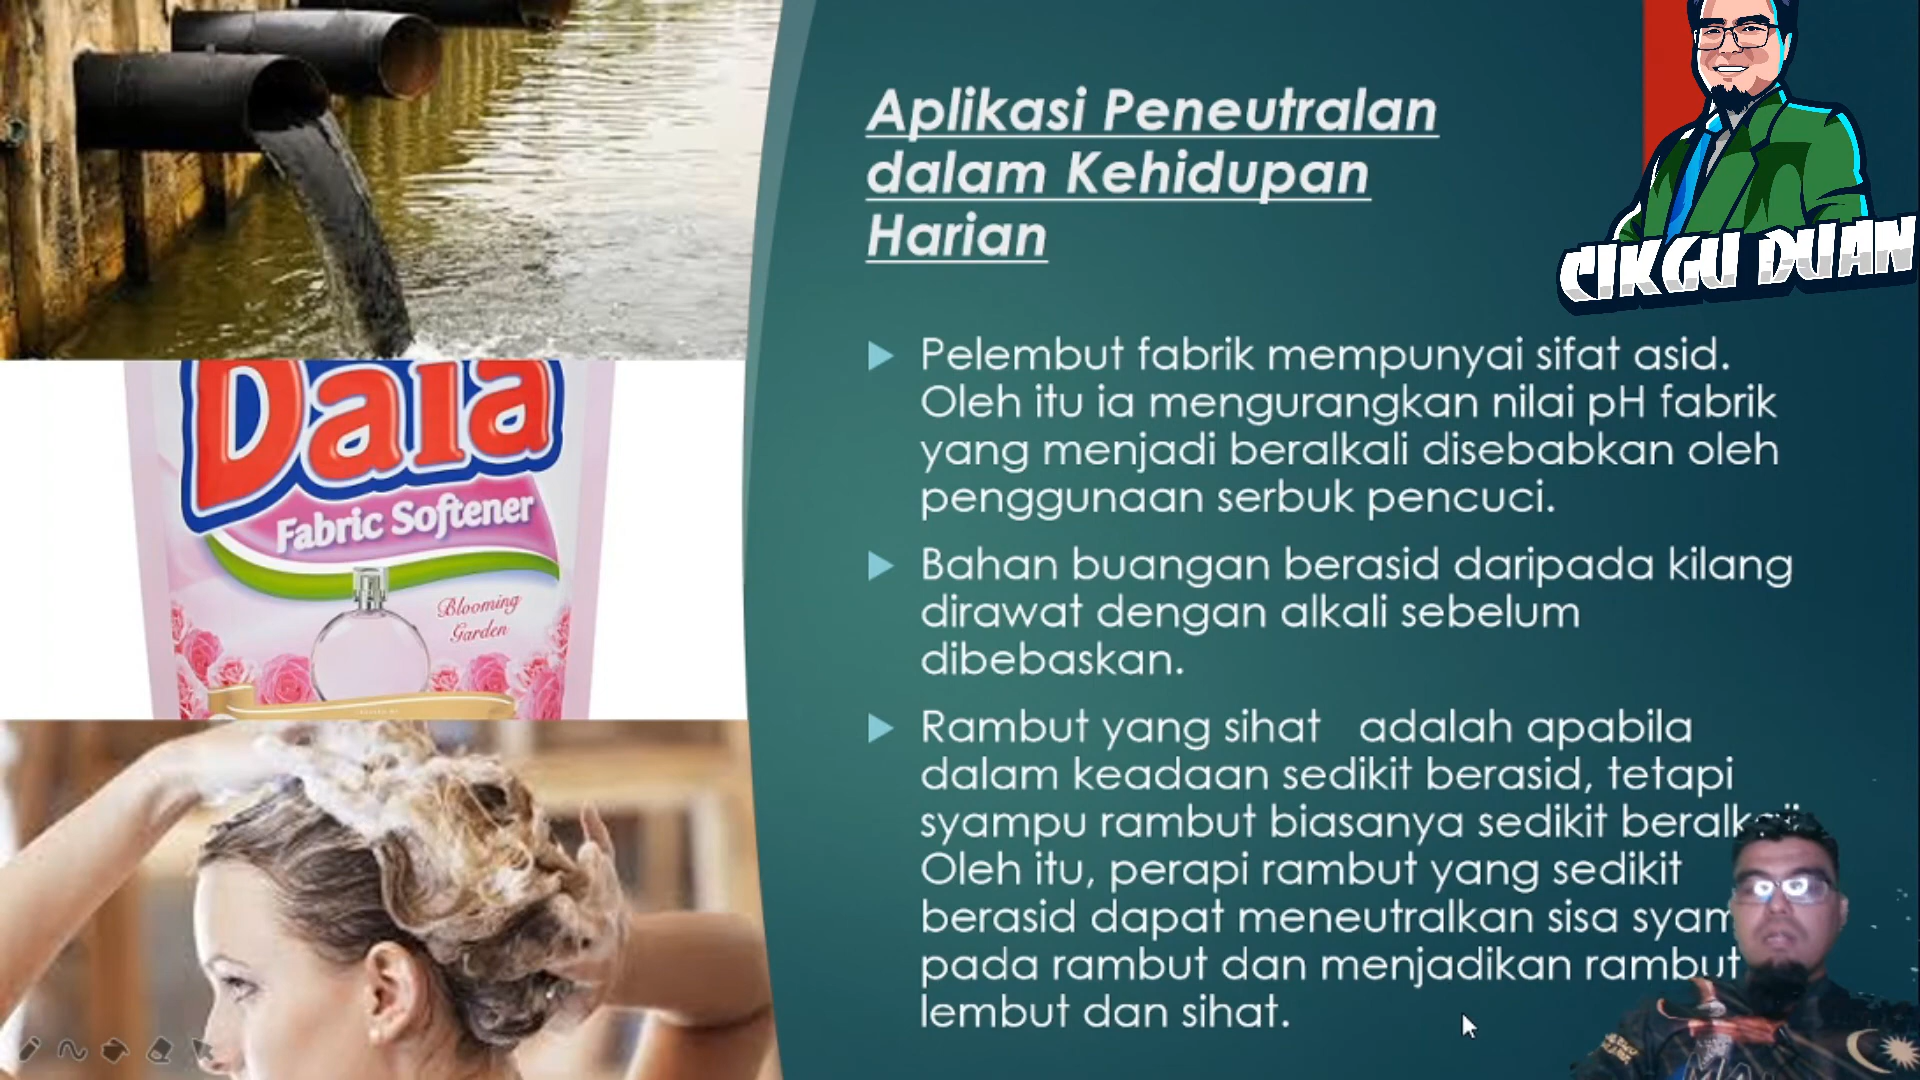 Aplikasi Peneutralan
dalam Kehidupan
Harian
CIKGU DUAN
Pelembut fabrik mempunyai sifat asid.
Oleh itu ia mengurangkan nilai pH fabrik
yang menjadi beralkali disebabkan oleh
penggunaan serbuk pencuci.
Bahan buangan berasid daripada kilang
dirawat dengan alkali sebelum
dibebaskan.
Rambut yang sihat adalah apabila
dalam keadaan sedikit berasid, tetapi
syampu rambut biasanya sedikit
Oleh itu, perapi rambut yang sedikit
berasid dapat meneutralkan sisa
pada rambut dan menjadikan rambut
lembut dan sihat.
Daia
Fabric Softener
Blooming
Garden